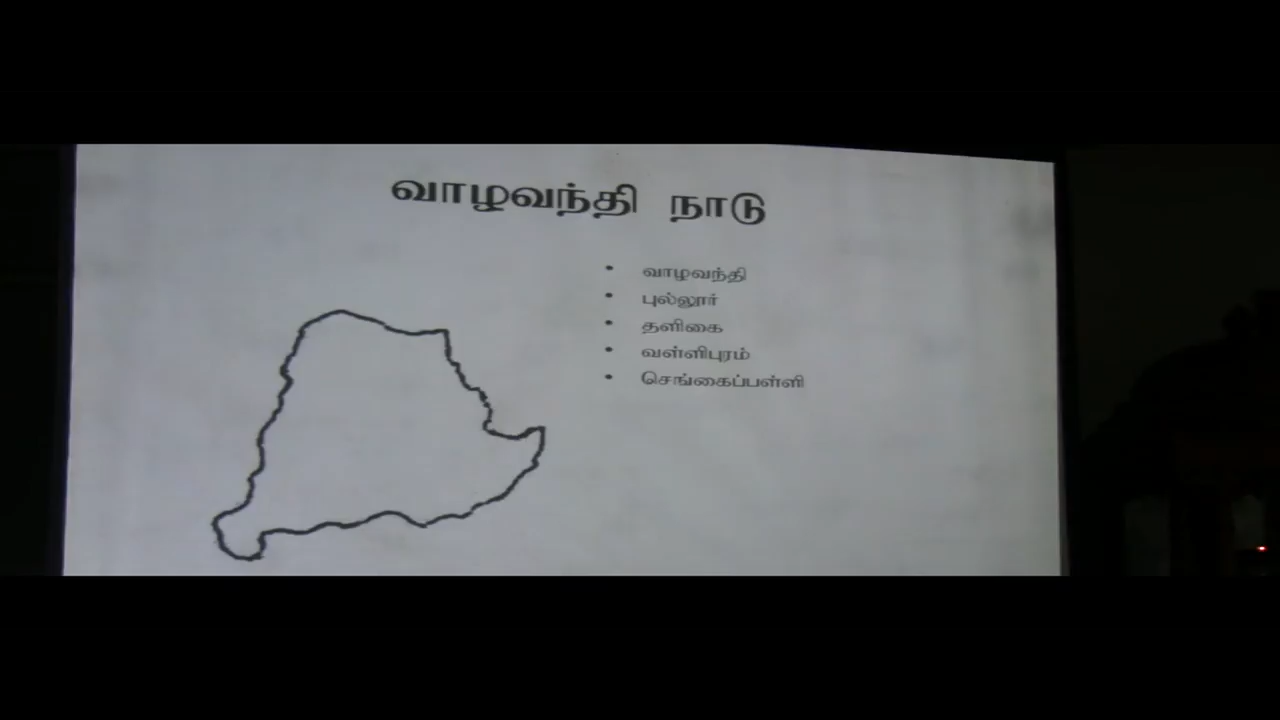 வாழவந்தி நாடு
• வாழவந்தி
• புல்லூர்
• தளிகை
• வள்ளிபுரம்
• செங்கைப்பள்ளி